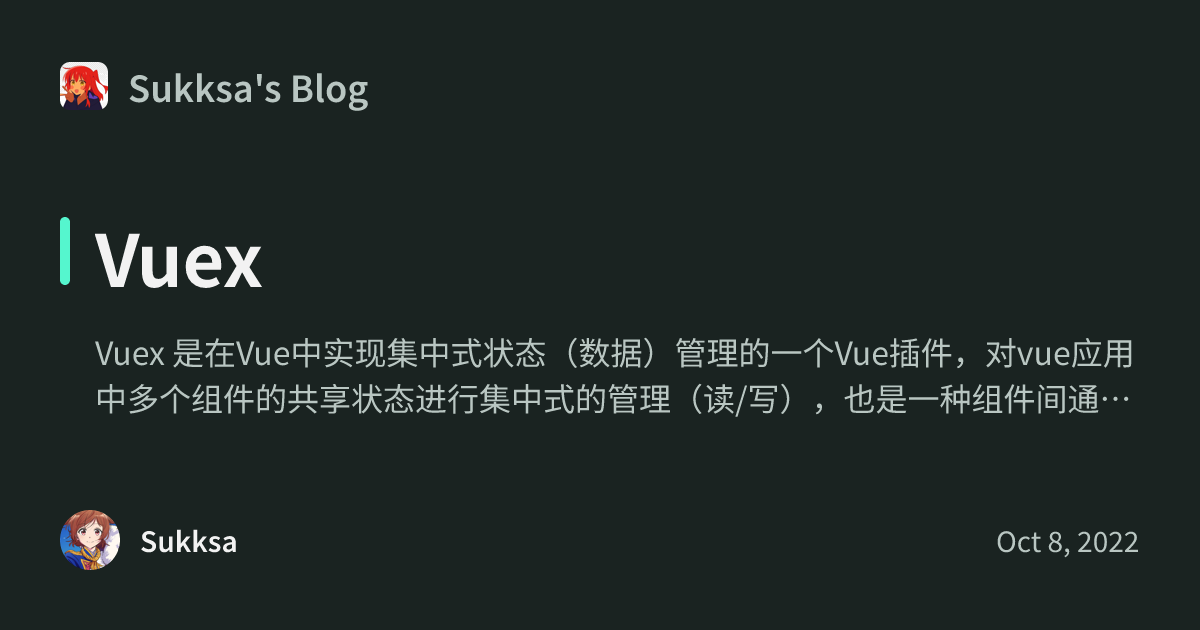 Sukksa's Blog
Vuex
Vuex 是在Vue中实现集中式状态（数据）管理的一个Vue插件，对vue应用
中多个组件的共享状态进行集中式的管理（读/写），也是一种组件间通…
Sukksa
Oct 8, 2022